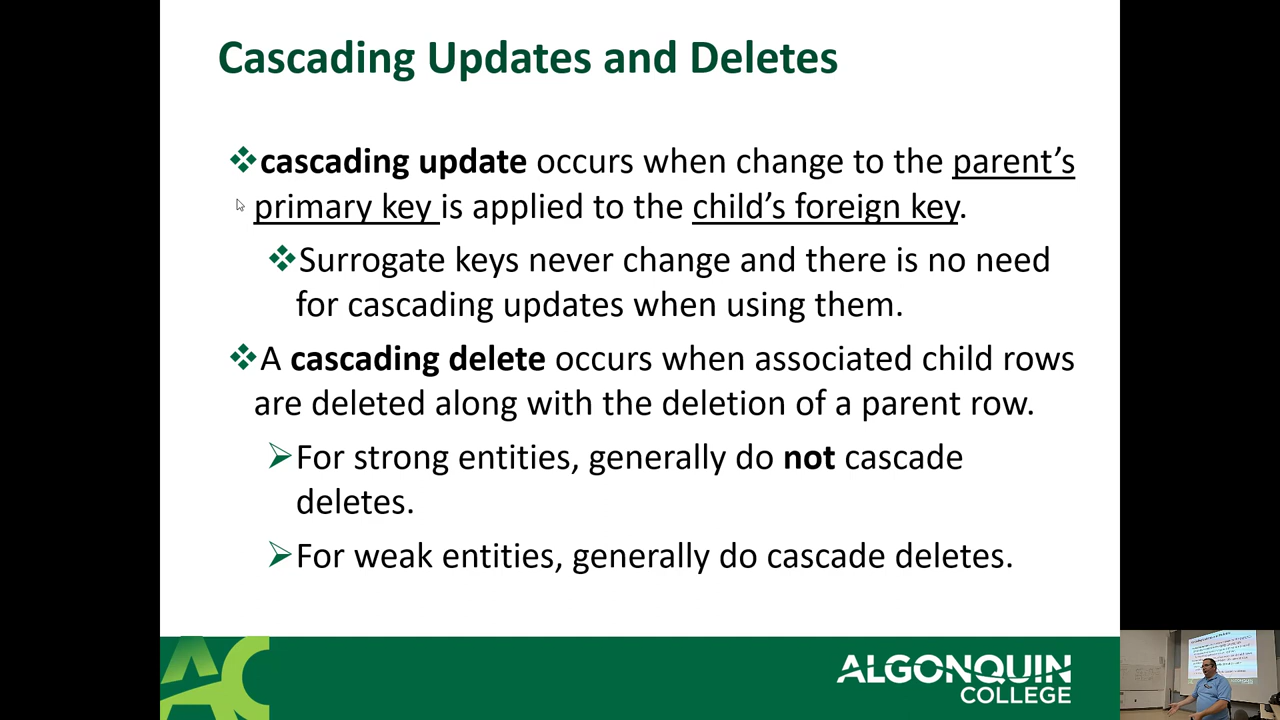 Cascading Updates and Deletes
cascading update occurs when change to the parent's
primary key is applied to the child's foreign key.
Surrogate keys never change and there is no need
for cascading updates when using them.
A cascading delete occurs when associated child rows
are deleted along with the deletion of a parent row.
For strong entities, generally do not cascade
deletes.
For weak entities, generally do cascade deletes.
AC
ALGONQUIN
COLLEGE